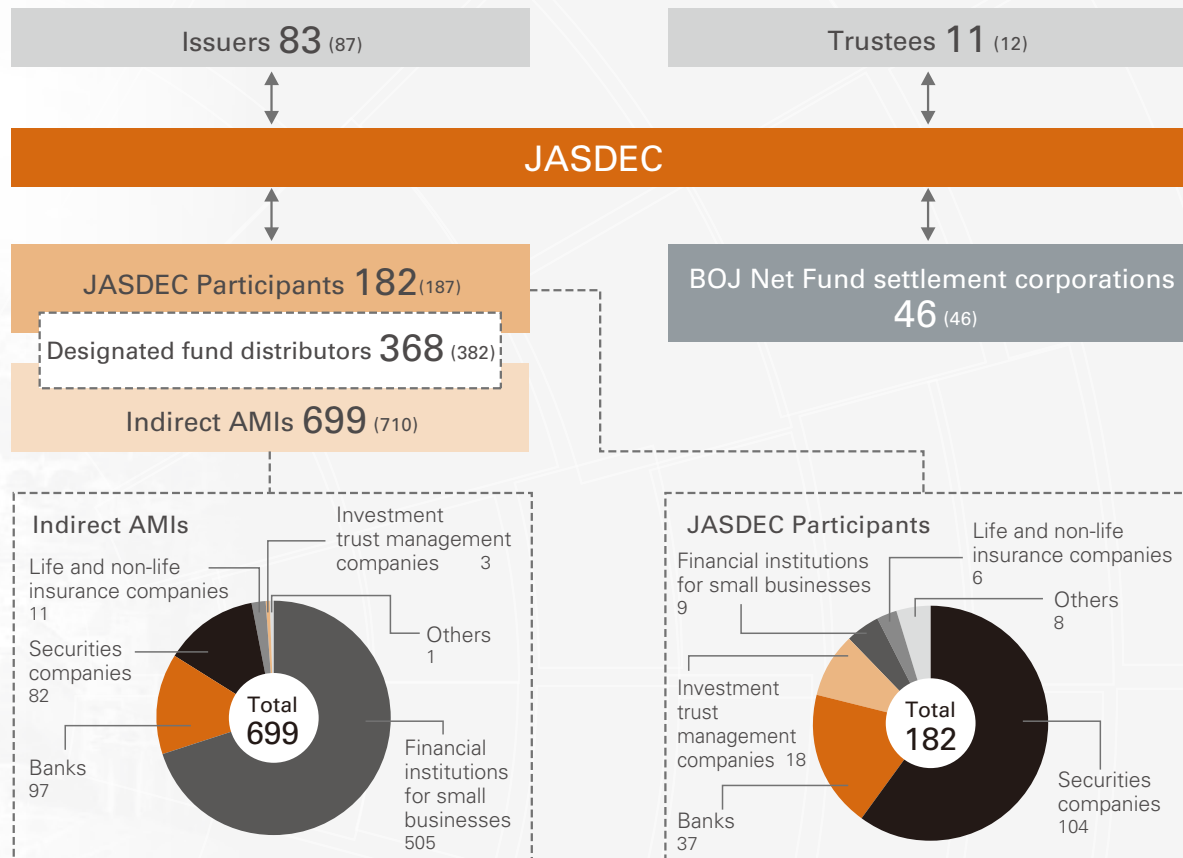 Issuers 83 (87)
Trustees 11 (12)
JASDEC
JASDEC Participants 182 (187)
BOJ Net Fund settlement corporations
46 (46)
Designated fund distributors 368 (382)
Indirect AMIs 699 (710)
Indirect AMIs
Investment
trust management
companies 3
Life and non-life
insurance companies
11
Others
1
Securities
companies
82
Total
699
Banks
97
Financial
institutions
for small
businesses
505
JASDEC Participants
Life and non-life
insurance companies
6
Financial institutions
for small businesses
9
Others
8
Investment
trust
management
companies 18
Total
182
Securities
companies
104
Banks
37